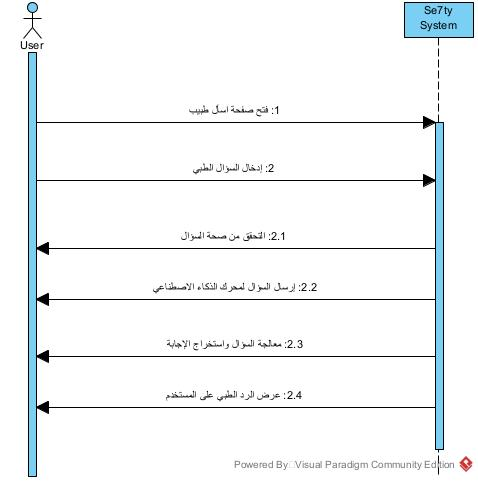 Se7ty
System
User
1: فتح صفحة اسأل طبيب
2: إدخال السؤال الطبي
2.1: التحقق من صحة السؤال
2.2: إرسال السؤال لمحرك الذكاء الاصطناعي
2.3: معالجة السؤال واستخراج الإجابة
2.4: عرض الرد الطبي على المستخدم
Powered By Visual Paradigm Community Edition